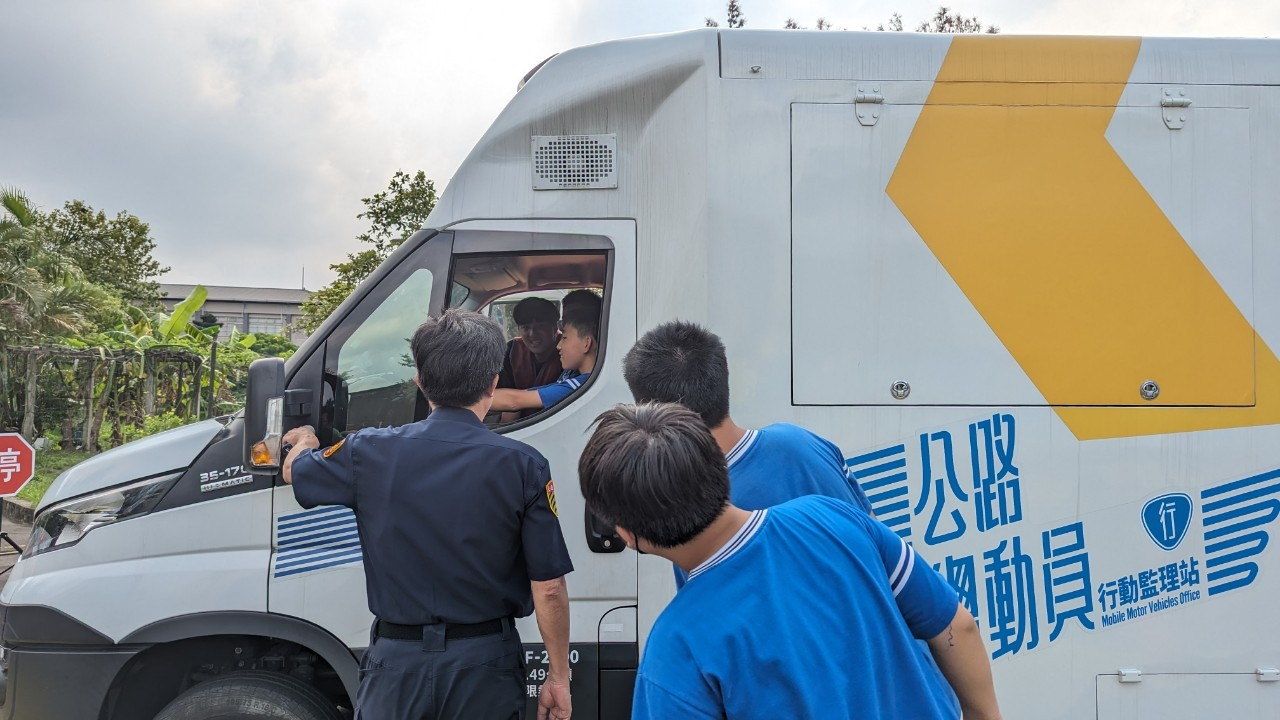 停
35-170
HI-MATIC
公路
總動員
行
行動監理站
Mobile Motor Vehicles Office